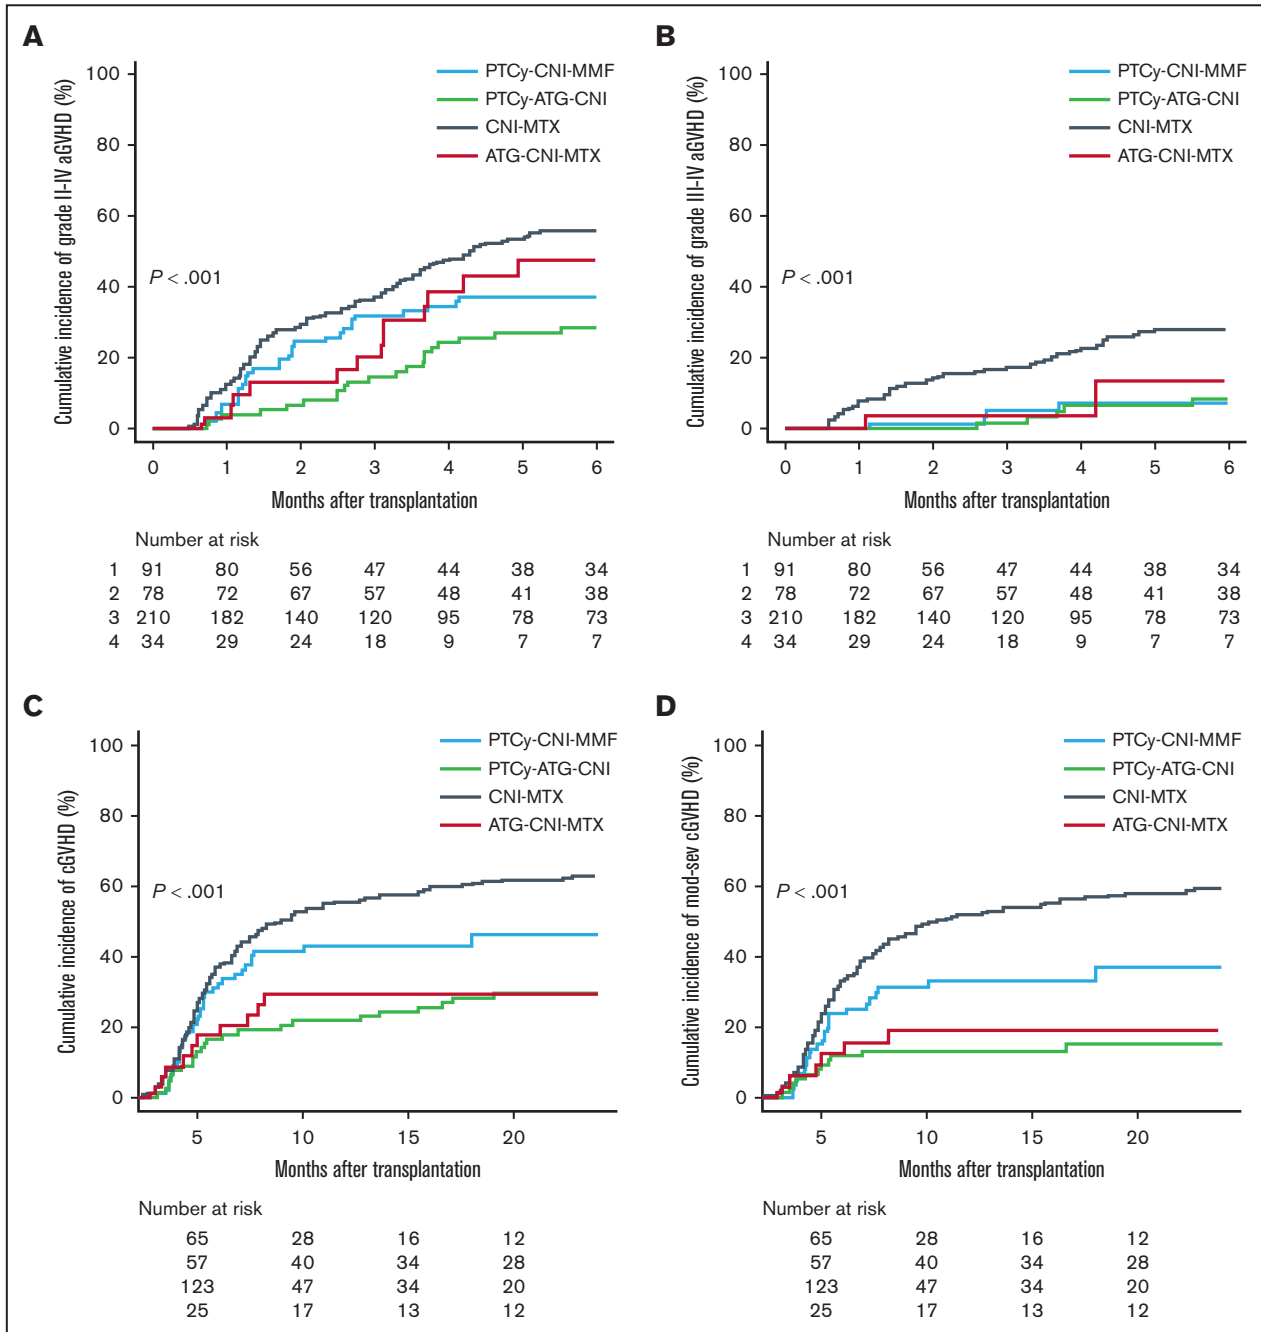 A
Cumulative incidence of grade II-IV aGVHD (%)
100
80
60
40
20
0
PTCy-CNI-MMF
PTCy-ATG-CNI
CNI-MTX
ATG-CNI-MTX
P < .001
0 1 2 3 4 5 6
Months after transplantation
Number at risk
1 91 80 56 47 44 38 34
2 78 72 67 57 48 41 38
3 210 182 140 120 95 78 73
4 34 29 24 18 9 7 7
B
Cumulative incidence of grade III-IV aGVHD (%)
100
80
60
40
20
0
PTCy-CNI-MMF
PTCy-ATG-CNI
CNI-MTX
ATG-CNI-MTX
P < .001
0 1 2 3 4 5 6
Months after transplantation
Number at risk
1 91 80 56 47 44 38 34
2 78 72 67 57 48 41 38
3 210 182 140 120 95 78 73
4 34 29 24 18 9 7 7
C
Cumulative incidence of cGVHD (%)
100
80
60
40
20
0
PTCy-CNI-MMF
PTCy-ATG-CNI
CNI-MTX
ATG-CNI-MTX
P < .001
5 10 15 20
Months after transplantation
Number at risk
65 28 16 12
57 40 34 28
123 47 34 20
25 17 13 12
D
Cumulative incidence of mod-sev cGVHD (%)
100
80
60
40
20
0
PTCy-CNI-MMF
PTCy-ATG-CNI
CNI-MTX
ATG-CNI-MTX
P < .001
5 10 15 20
Months after transplantation
Number at risk
65 28 16 12
57 40 34 28
123 47 34 20
25 17 13 12